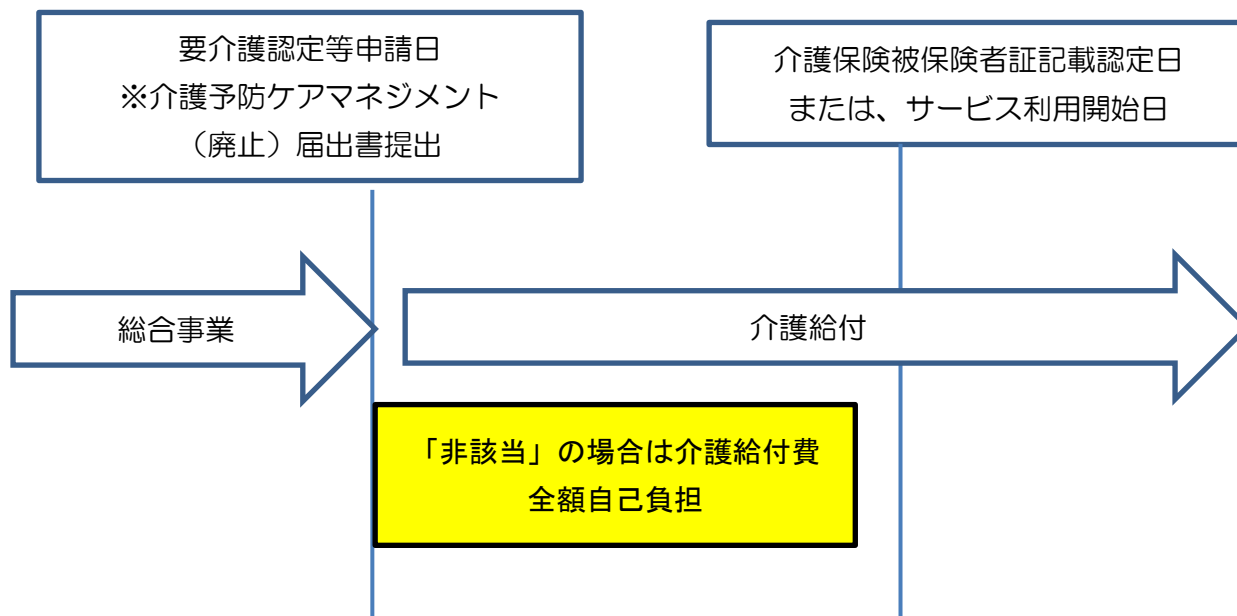 要介護認定等申請日
※介護予防ケアマネジメント
（廃止）届出書提出
介護保険被保険者証記載認定日
または、サービス利用開始日
総合事業
介護給付
「非該当」の場合は介護給付費
全額自己負担